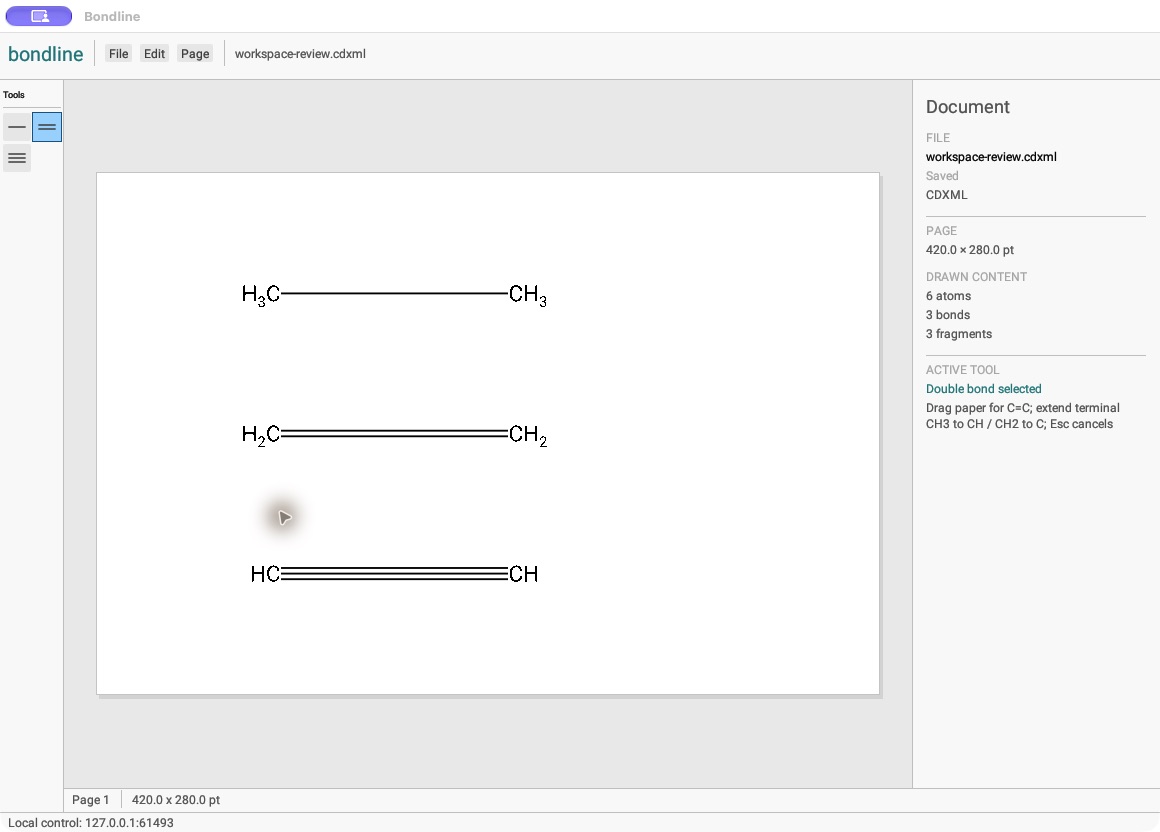 Bondline
bondline File Edit Page workspace-review.cdxml
Tools
Document
FILE
workspace-review.cdxml
Saved
CDXML
PAGE
420.0 × 280.0 pt
DRAWN CONTENT
6 atoms
3 bonds
3 fragments
ACTIVE TOOL
Double bond selected
Drag paper for C=C; extend terminal
CH3 to CH / CH2 to C; Esc cancels
H₃C CH₃
H₂C CH₂
HC CH
Page 1 420.0 x 280.0 pt
Local control: 127.0.0.1:61493